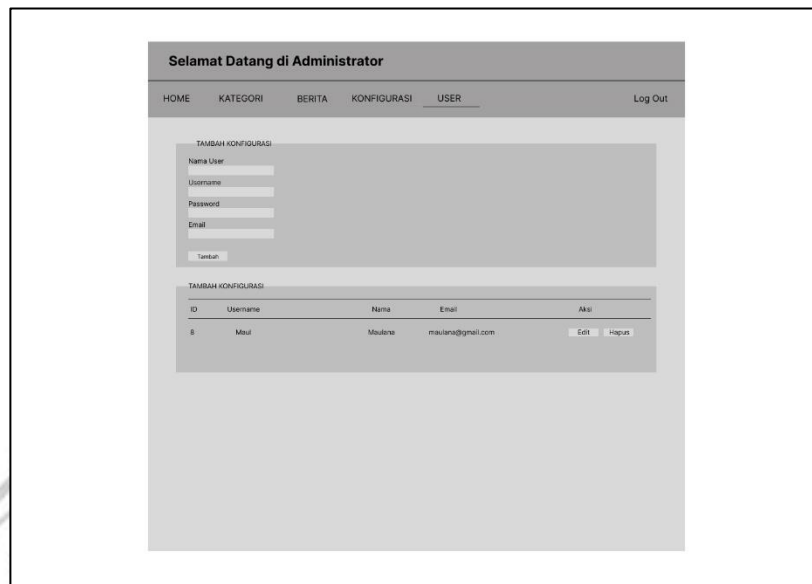 Selamat Datang di Administrator
HOME KATEGORI BERITA KONFIGURASI USER Log Out
TAMBAH KONFIGURASI
Nama User
Username
Password
Email
Tambah
TAMBAH KONFIGURASI
ID Username Nama Email Aksi
8 Maul Maulana maulana@gmail.com Edit Hapus